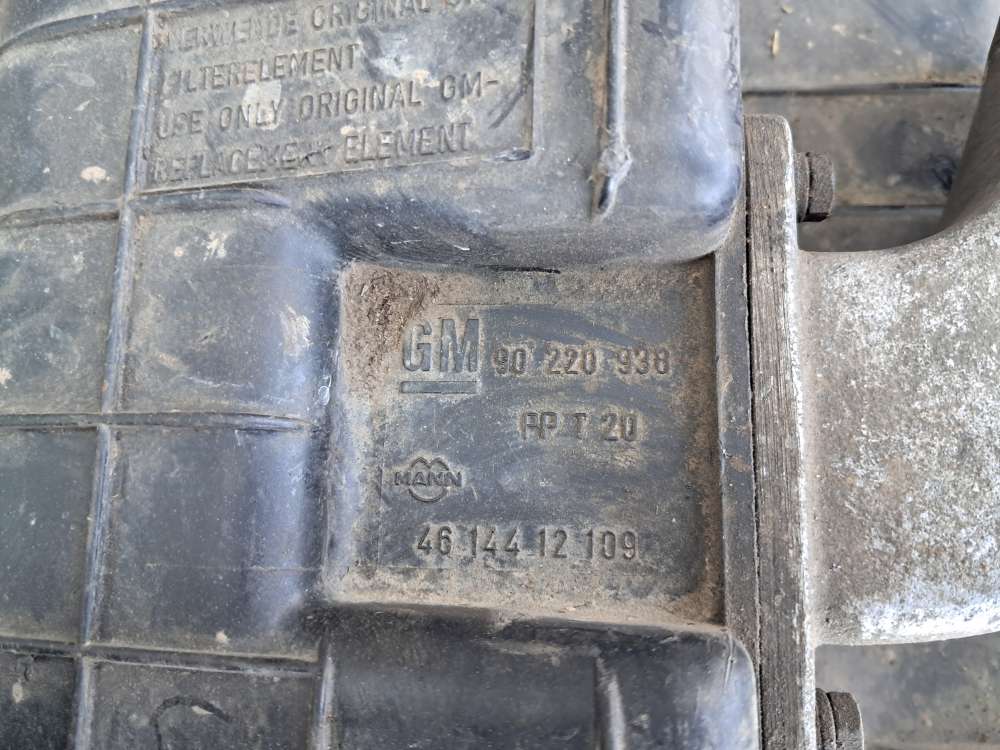 VERWENDE ORIGINAL
FILTERELEMENT
USE ONLY ORIGINAL GM-
REPLACEMENT ELEMENT
GM 90 220 938
PP T 20
MANN
46 144 12 109